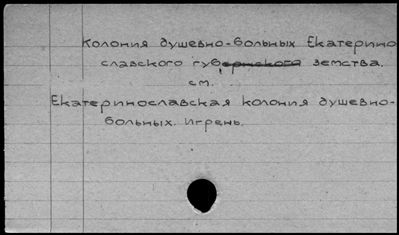 Колония душевно-больных Екатерино
славского губернского земства.
см.
Екатеринославская колония душевно-
больных. Игрень.